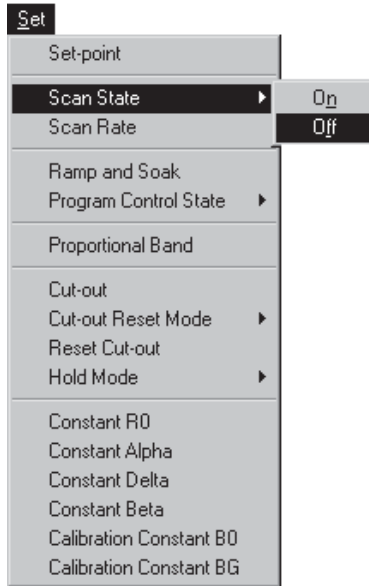 Set
Set-point
Scan State
On
Scan Rate
Off
Ramp and Soak
Program Control State
Proportional Band
Cut-out
Cut-out Reset Mode
Reset Cut-out
Hold Mode
Constant R0
Constant Alpha
Constant Delta
Constant Beta
Calibration Constant B0
Calibration Constant BG